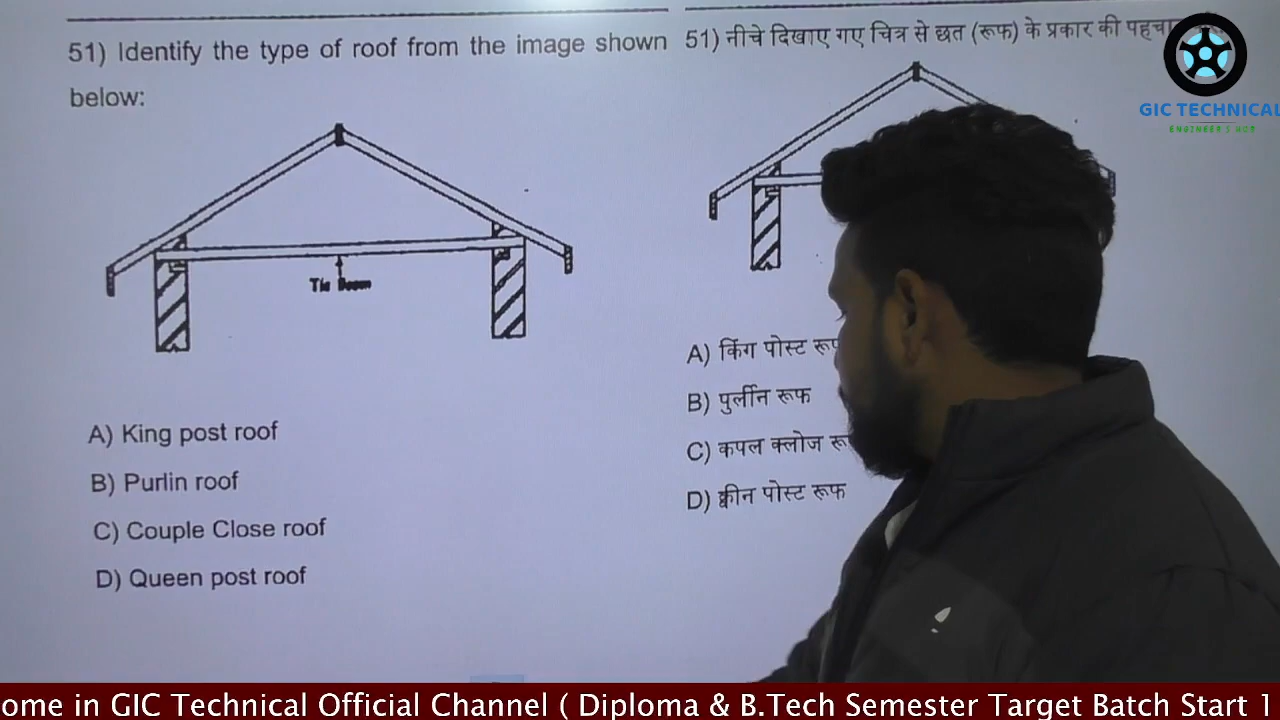 51) Identify the type of roof from the image shown
below:
Tie Beam
A) King post roof
B) Purlin roof
C) Couple Close roof
D) Queen post roof
51) नीचे दिखाए गए चित्र से छत (रूफ) के प्रकार की
A) किंग पोस्ट
B) पुर्लीन रूफ
C) कपल क्लोज
D) क्वीन पोस्ट रूफ
GIC TECHNICAL
ENGINEER'S HUB
ome in GIC Technical Official Channel ( Diploma & B.Tech Semester Target Batch Start 1